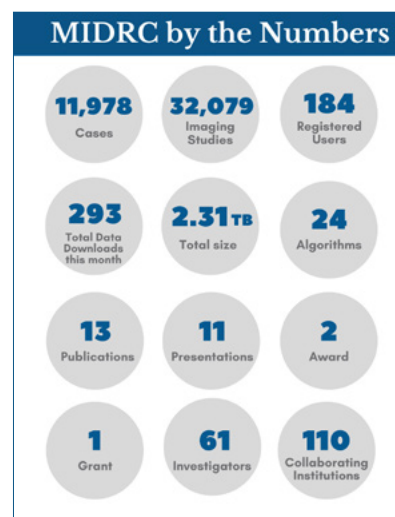 MIDRC by the Numbers
11,978
Cases
32,079
Imaging
Studies
184
Registered
Users
293
Total Data
Downloads
this month
2.31 TB
Total size
24
Algorithms
13
Publications
11
Presentations
2
Award
1
Grant
61
Investigators
110
Collaborating
Institutions